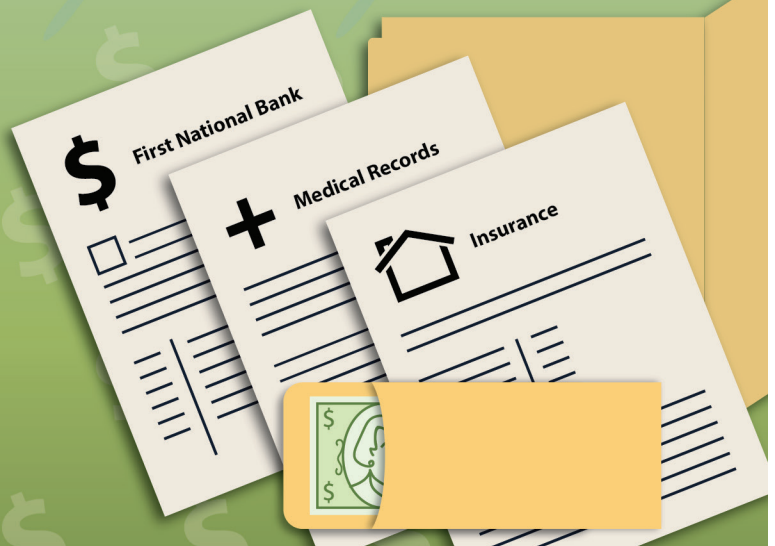 $ First National Bank
Medical Records
Insurance
$
$